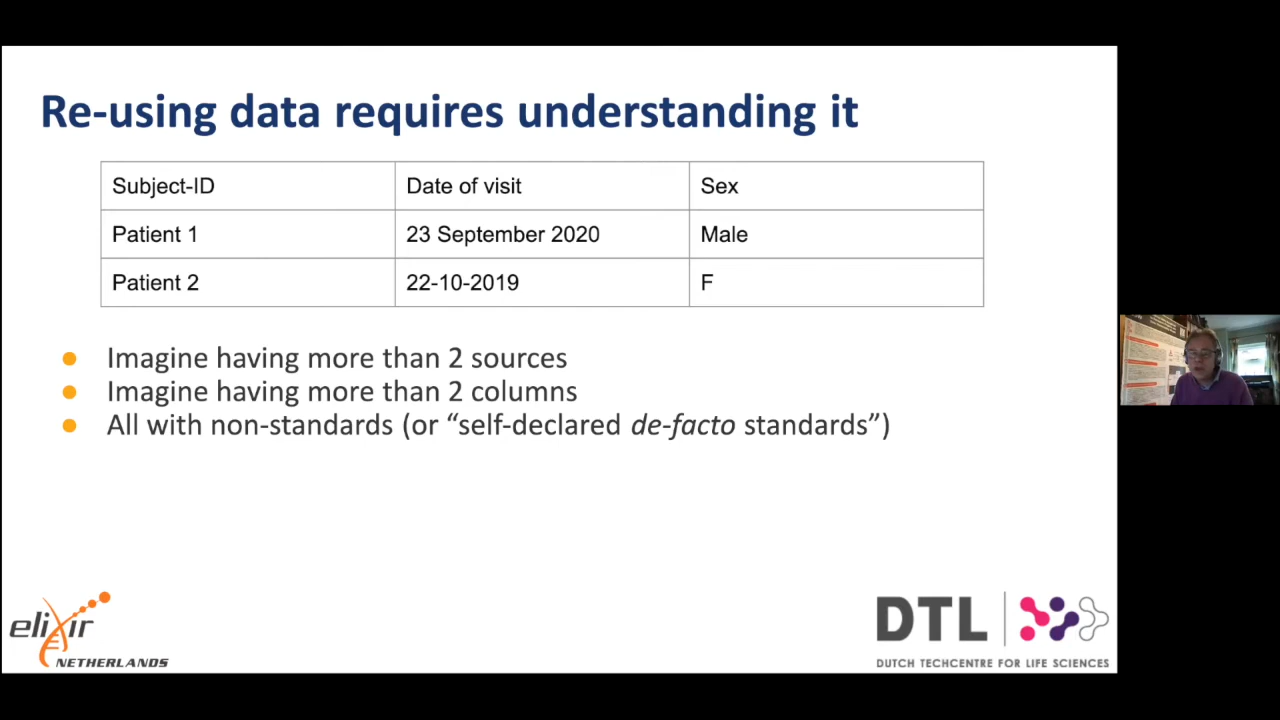 Re-using data requires understanding it
Subject-ID Date of visit Sex
Patient 1 23 September 2020 Male
Patient 2 22-10-2019 F
Imagine having more than 2 sources
Imagine having more than 2 columns
All with non-standards (or “self-declared de-facto standards”)
elixir
NETHERLANDS
DTL
DUTCH TECHCENTRE FOR LIFE SCIENCES